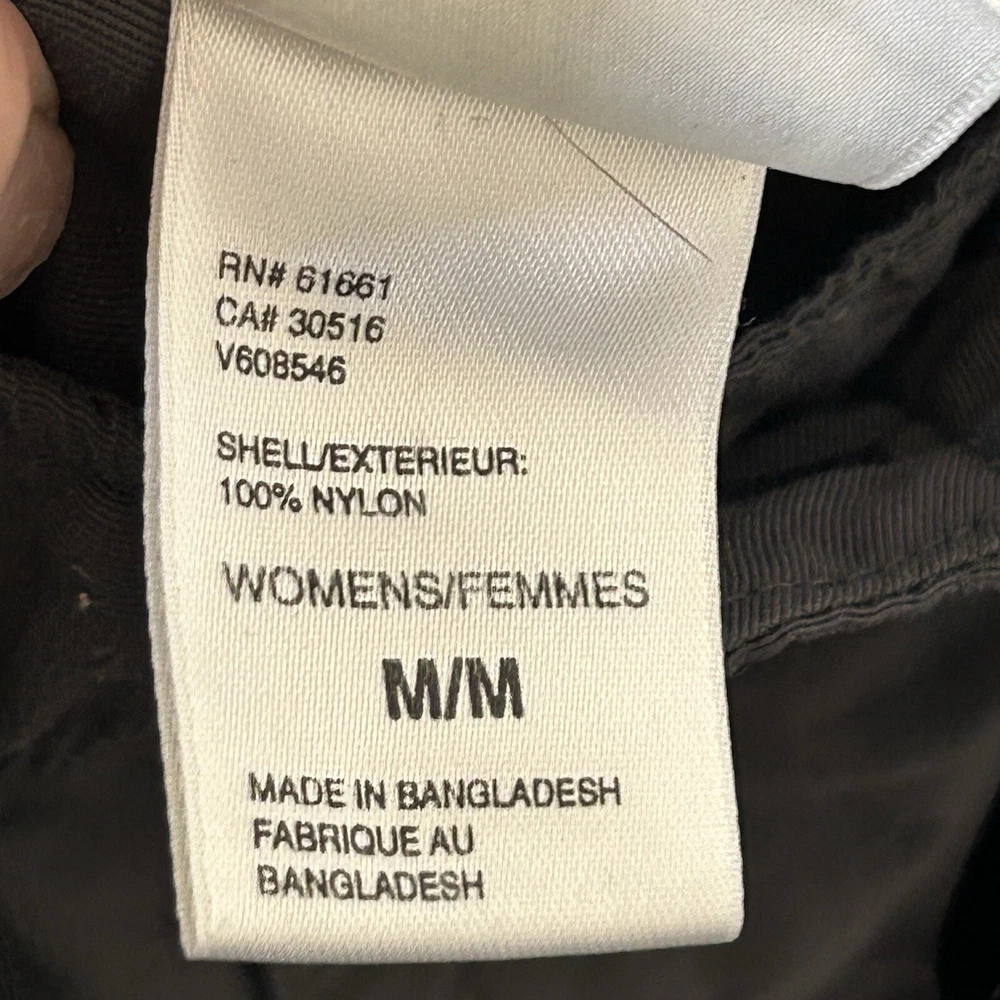 RN# 61661
CA# 30516
V608546
SHELL/EXTERIEUR:
100% NYLON
WOMENS/FEMMES
M/M
MADE IN BANGLADESH
FABRIQUE AU
BANGLADESH